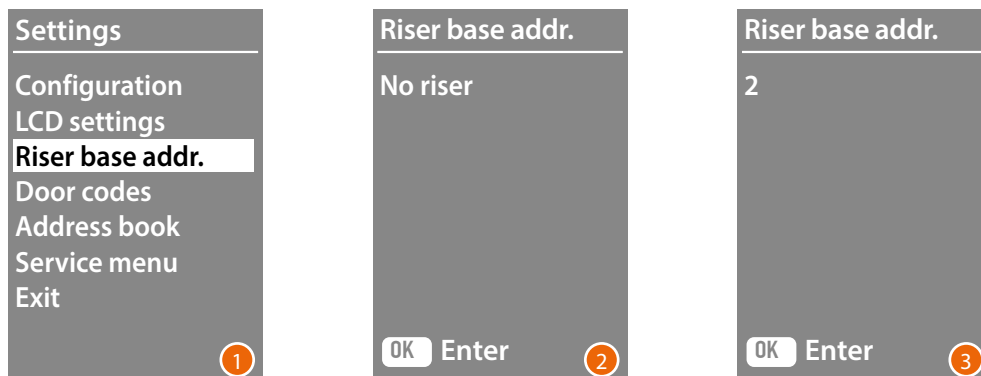 Settings
Configuration
LCD settings
Riser base addr.
Door codes
Address book
Service menu
Exit
1
Riser base addr.
No riser
OK Enter
2
Riser base addr.
2
OK Enter
3